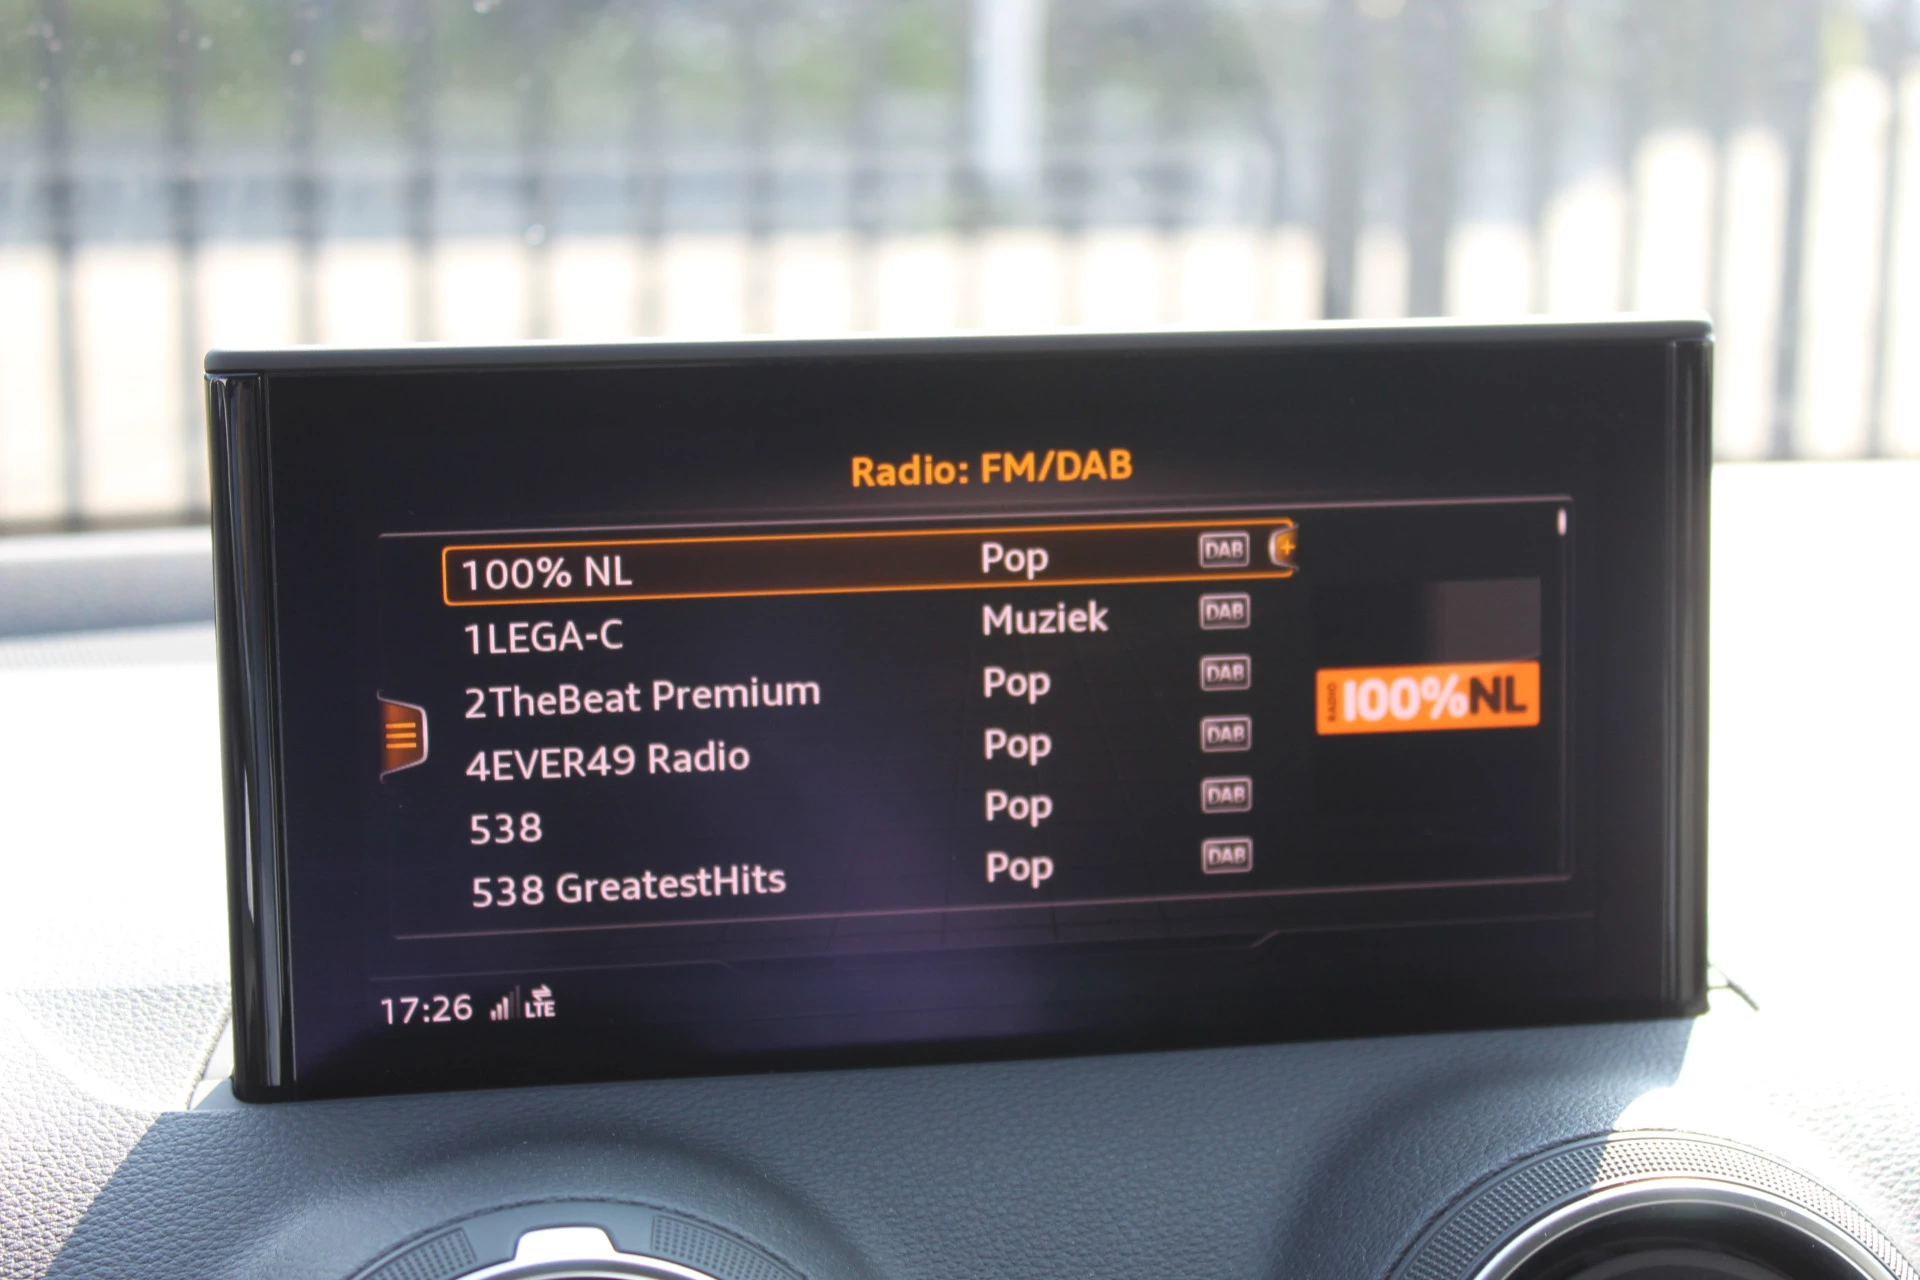 Radio: FM/DAB
100% NL Pop DAB +
1LEGA-C Muziek DAB
2TheBeat Premium Pop DAB
4EVER49 Radio Pop DAB
538 Pop DAB
538 GreatestHits Pop DAB
RADIO 100%NL
17:26 LTE